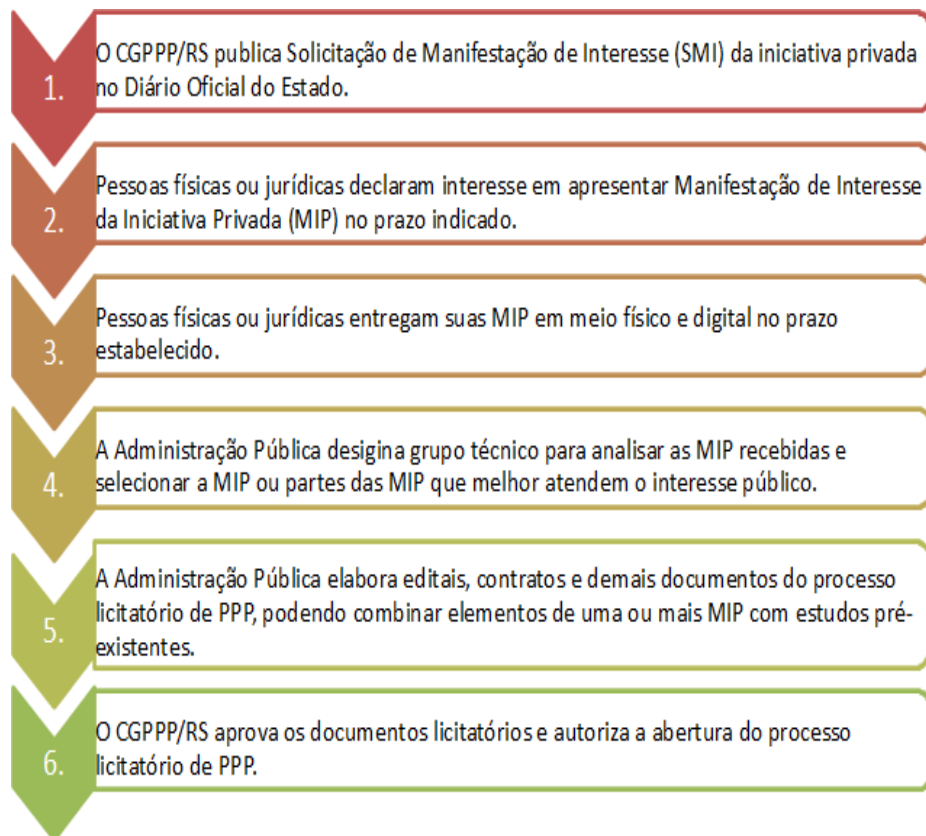 1.
O CGPPP/RS publica Solicitação de Manifestação de Interesse (SMI) da iniciativa privada
no Diário Oficial do Estado.
2.
Pessoas físicas ou jurídicas declaram interesse em apresentar Manifestação de Interesse
da Iniciativa Privada (MIP) no prazo indicado.
3.
Pessoas físicas ou jurídicas entregam suas MIP em meio físico e digital no prazo
estabelecido.
4.
A Administração Pública desigina grupo técnico para analisar as MIP recebidas e
selecionar a MIP ou partes das MIP que melhor atendem o interesse público.
5.
A Administração Pública elabora editais, contratos e demais documentos do processo
licitatório de PPP, podendo combinar elementos de uma ou mais MIP com estudos pré-
existentes.
6.
O CGPPP/RS aprova os documentos licitatórios e autoriza a abertura do processo
licitatório de PPP.